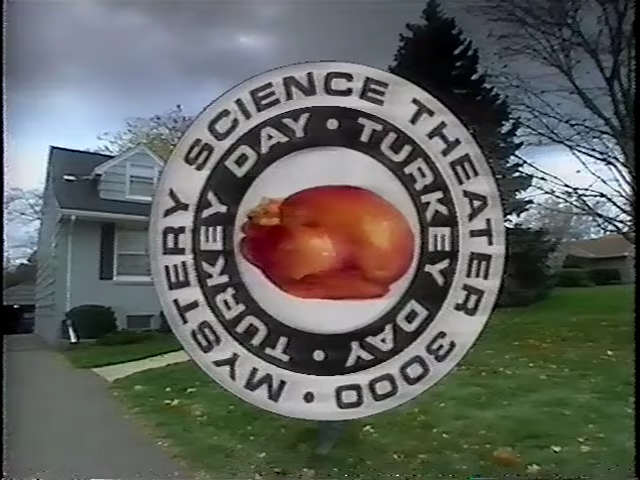 MYSTERY SCIENCE THEATER 3000 •
TURKEY DAY • TURKEY DAY •